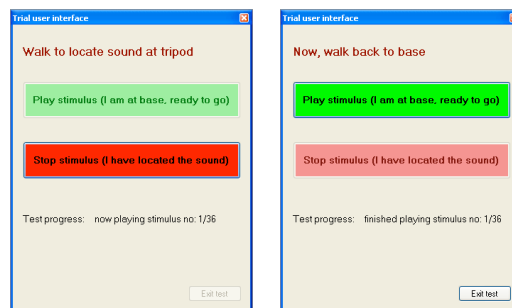 Trial user interface
Walk to locate sound at tripod
Play stimulus (I am at base, ready to go)
Stop stimulus (I have located the sound)
Test progress: now playing stimulus no: 1/36
Exit test
Trial user interface
Now, walk back to base
Play stimulus (I am at base, ready to go)
Stop stimulus (I have located the sound)
Test progress: finished playing stimulus no: 1/36
Exit test